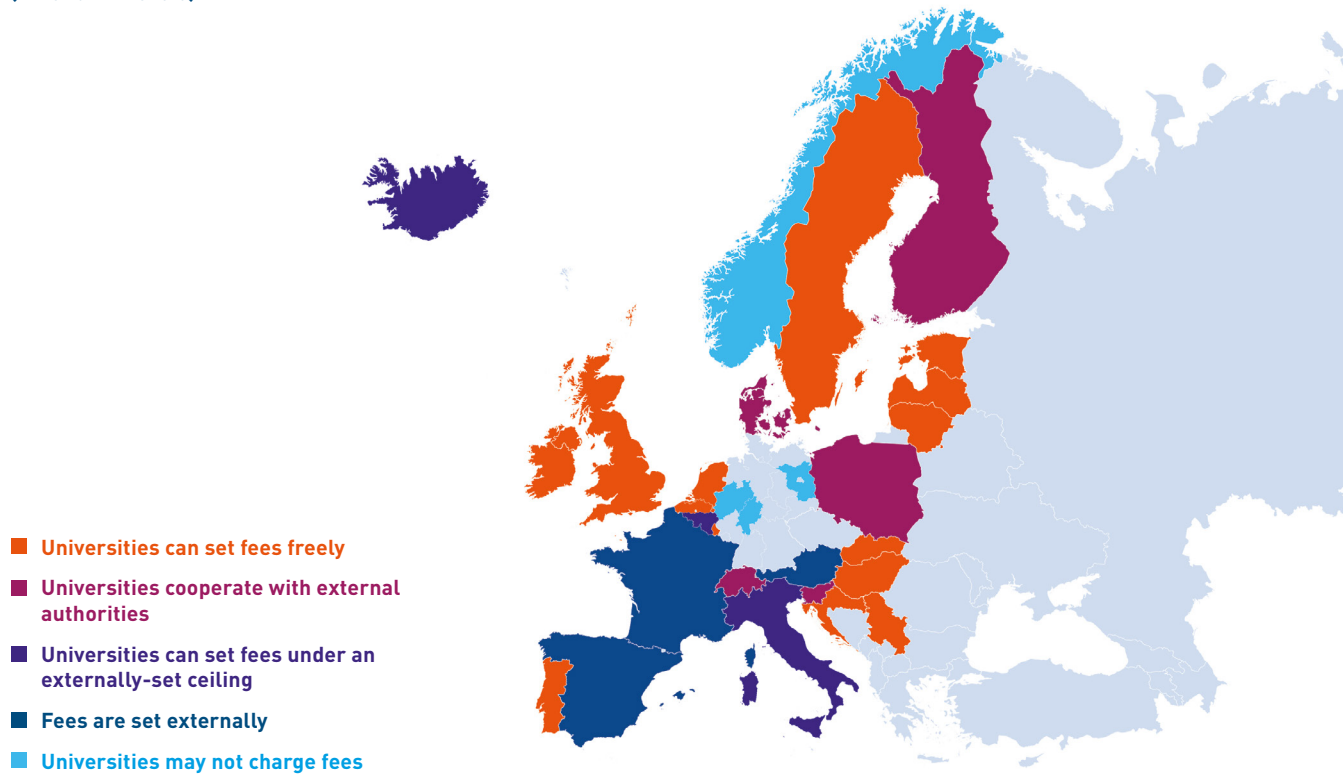 Universities can set fees freely
Universities cooperate with external
authorities
Universities can set fees under an
externally-set ceiling
Fees are set externally
Universities may not charge fees